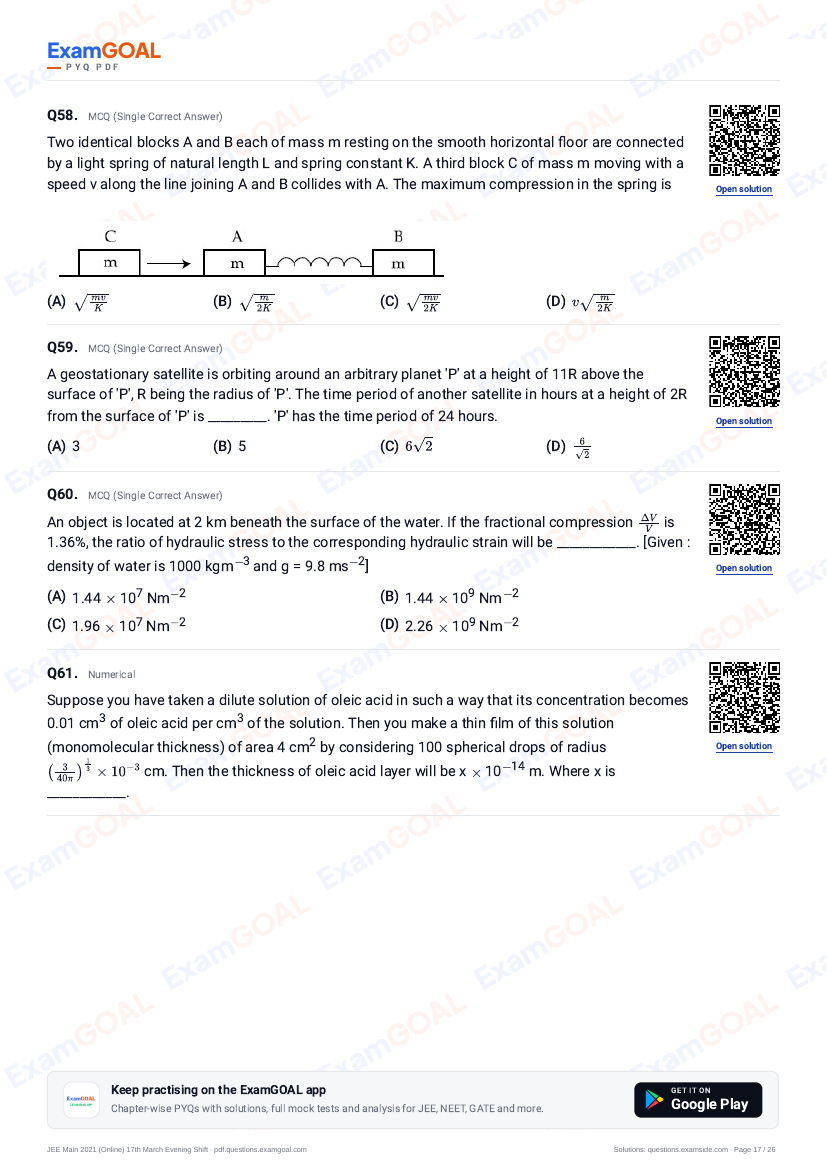 ExamGOAL
PYQ PDF
Q58. MCQ (Single Correct Answer)
Two identical blocks A and B each of mass m resting on the smooth horizontal floor are connected
by a light spring of natural length L and spring constant K. A third block C of mass m moving with a
speed v along the line joining A and B collides with A. The maximum compression in the spring is
Open solution
C A B
m m m
(A) √(mv/K) (B) √(m/2K) (C) √(mv/2K) (D) v√(m/2K)
Q59. MCQ (Single Correct Answer)
A geostationary satellite is orbiting around an arbitrary planet 'P' at a height of 11R above the
surface of 'P', R being the radius of 'P'. The time period of another satellite in hours at a height of 2R
from the surface of 'P' is _________. 'P' has the time period of 24 hours.
Open solution
(A) 3 (B) 5 (C) 6√2 (D) 6/√2
Q60. MCQ (Single Correct Answer)
An object is located at 2 km beneath the surface of the water. If the fractional compression ΔV/V is
1.36%, the ratio of hydraulic stress to the corresponding hydraulic strain will be ____________. [Given :
density of water is 1000 kgm⁻³ and g = 9.8 ms⁻²]
Open solution
(A) 1.44 × 10⁷ Nm⁻² (B) 1.44 × 10⁹ Nm⁻²
(C) 1.96 × 10⁷ Nm⁻² (D) 2.26 × 10⁹ Nm⁻²
Q61. Numerical
Suppose you have taken a dilute solution of oleic acid in such a way that its concentration becomes
0.01 cm³ of oleic acid per cm³ of the solution. Then you make a thin film of this solution
(monomolecular thickness) of area 4 cm² by considering 100 spherical drops of radius
(3/40π)^(1/3) × 10⁻³ cm. Then the thickness of oleic acid layer will be x × 10⁻¹⁴ m. Where x is
____________.
Open solution
Keep practising on the ExamGOAL app
Chapter-wise PYQs with solutions, full mock tests and analysis for JEE, NEET, GATE and more.
GET IT ON
Google Play
JEE Main 2021 (Online) 17th March Evening Shift · pdf.questions.examgoal.com
Solutions: questions.examside.com · Page 17 / 26